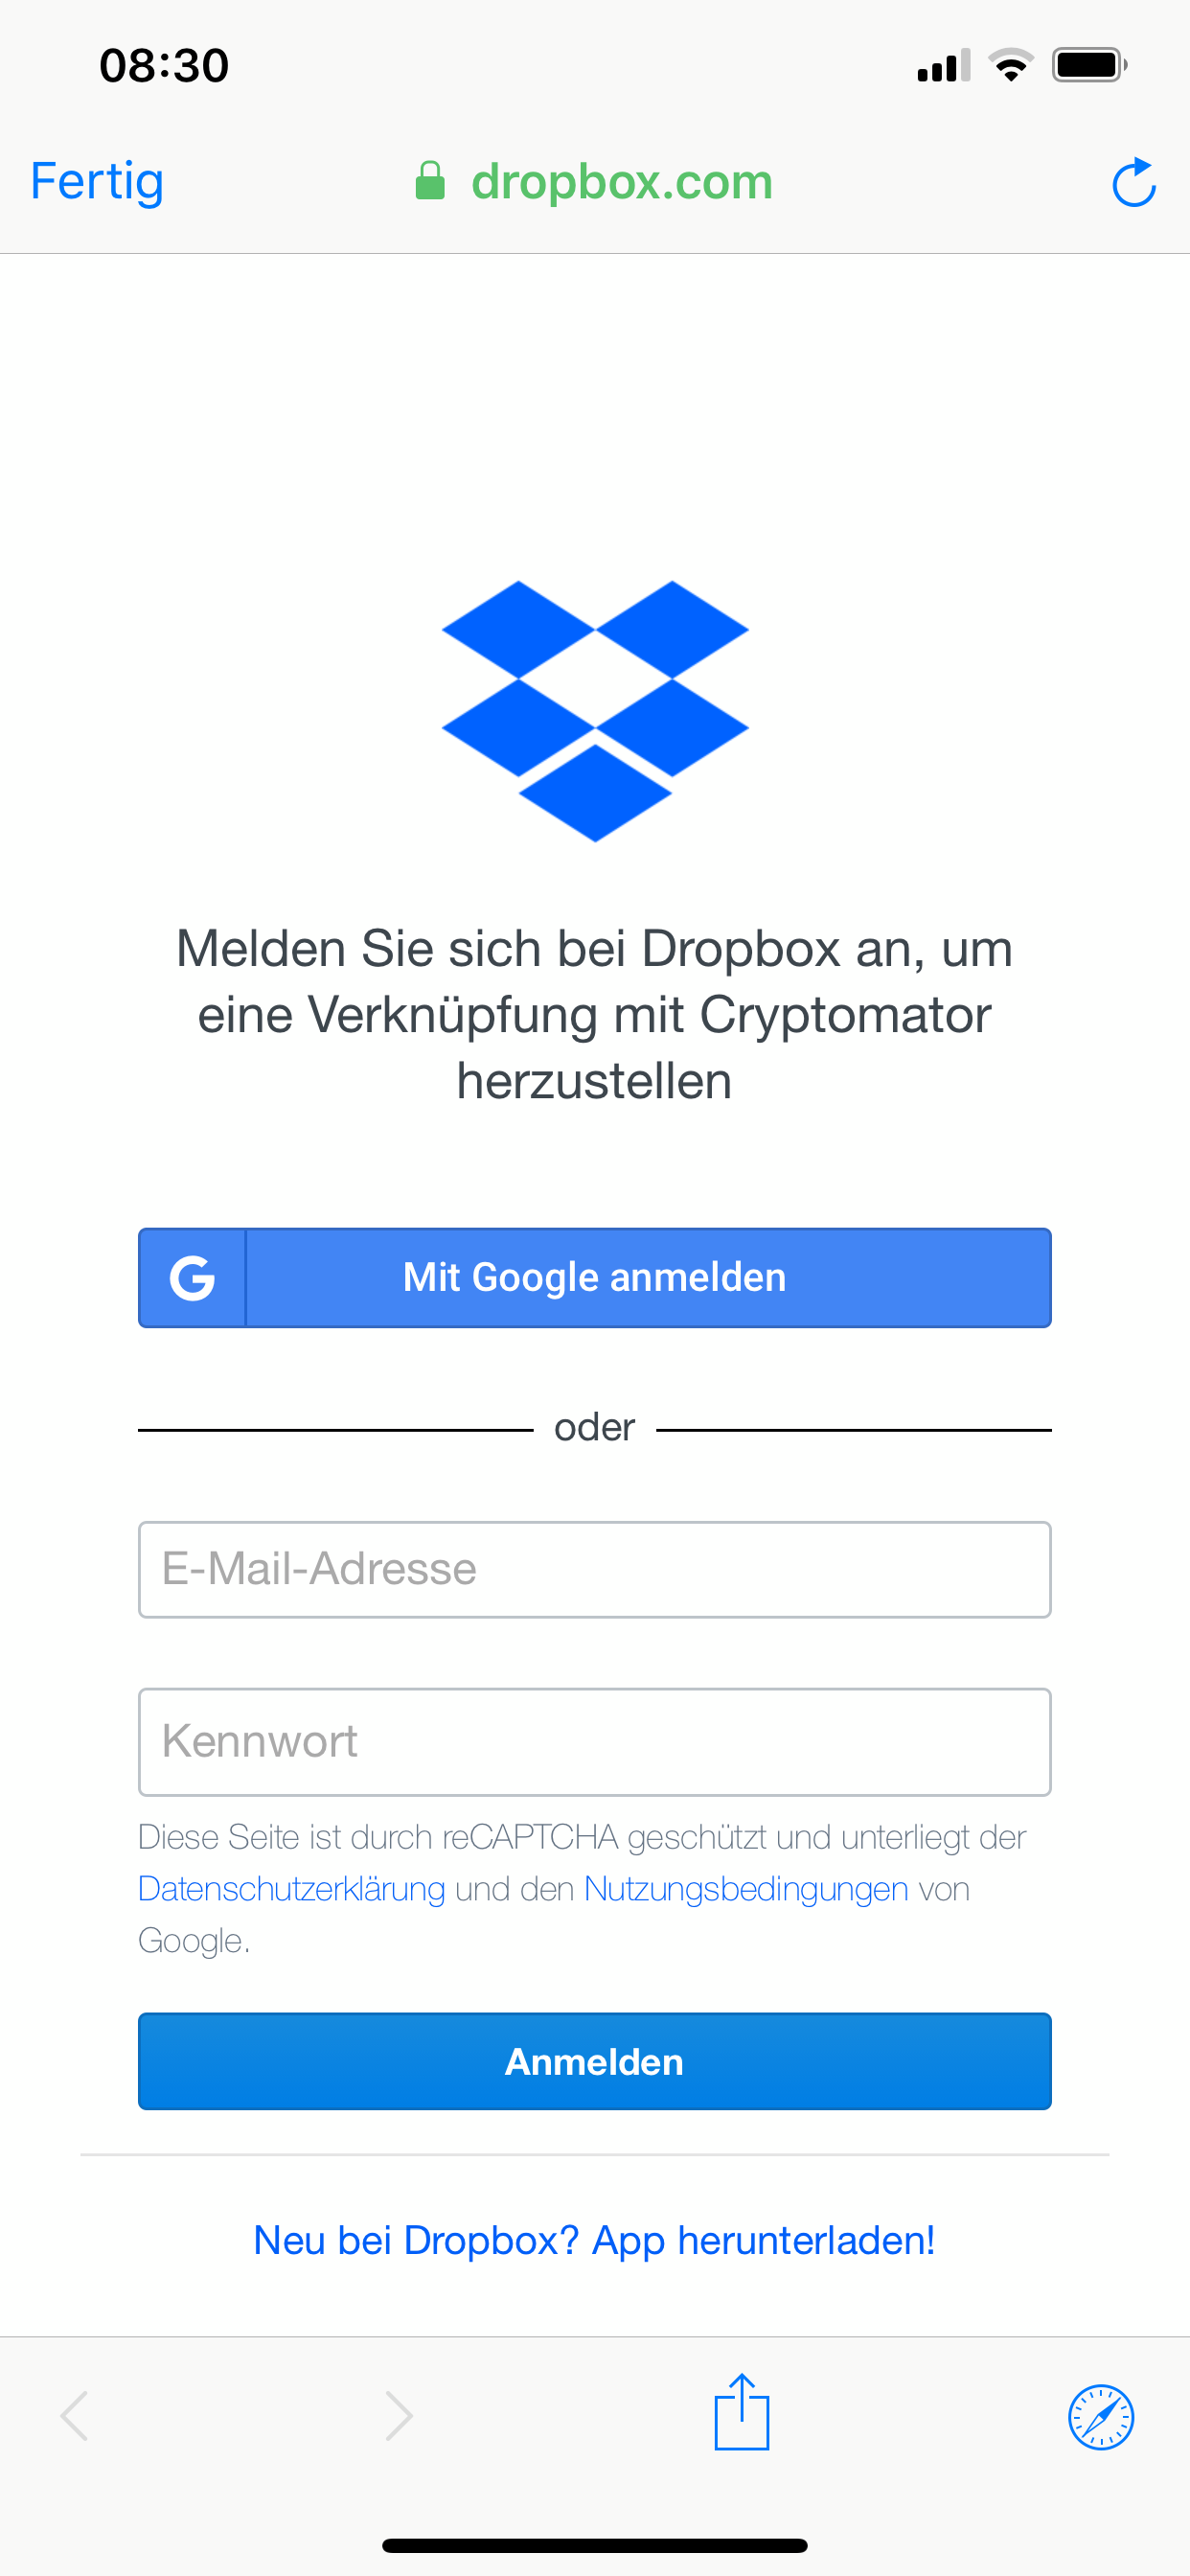 08:30
Fertig
dropbox.com
Melden Sie sich bei Dropbox an, um
eine Verknüpfung mit Cryptomator
herzustellen
G
Mit Google anmelden
oder
E-Mail-Adresse
Kennwort
Diese Seite ist durch reCAPTCHA geschützt und unterliegt der
Datenschutzerklärung und den Nutzungsbedingungen von
Google.
Anmelden
Neu bei Dropbox? App herunterladen!